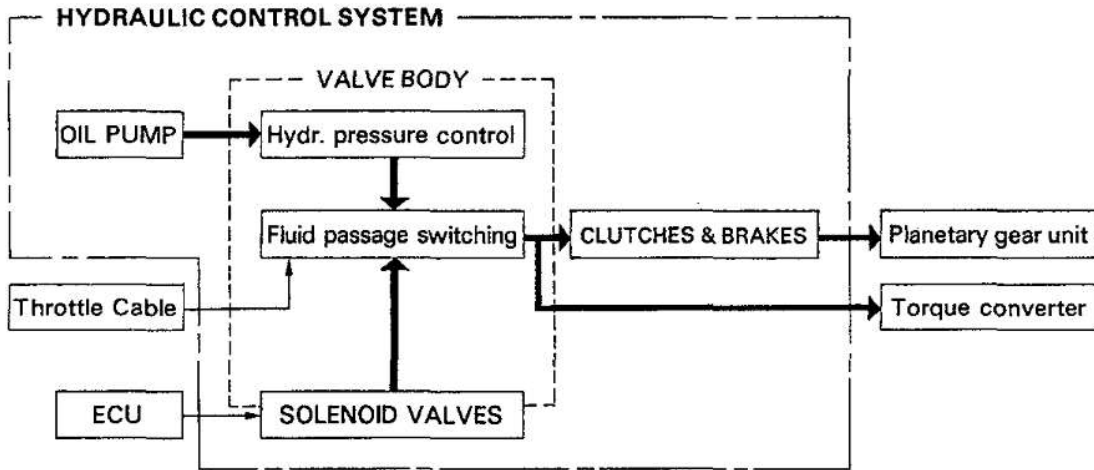 HYDRAULIC CONTROL SYSTEM
VALVE BODY
OIL PUMP
Hydr. pressure control
Fluid passage switching
CLUTCHES & BRAKES
Planetary gear unit
Throttle Cable
Torque converter
ECU
SOLENOID VALVES